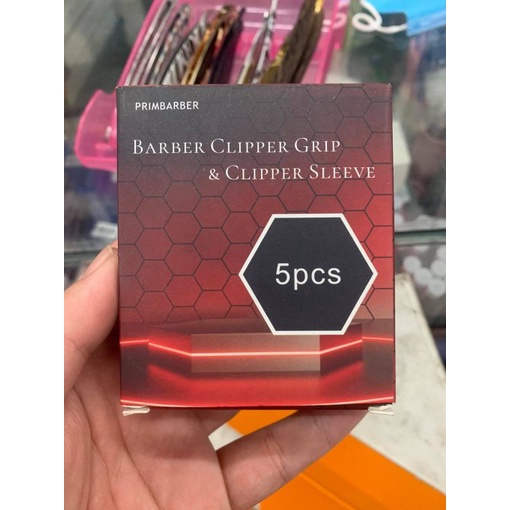 PRIMBARBER
BARBER CLIPPER GRIP
& CLIPPER SLEEVE
5pcs